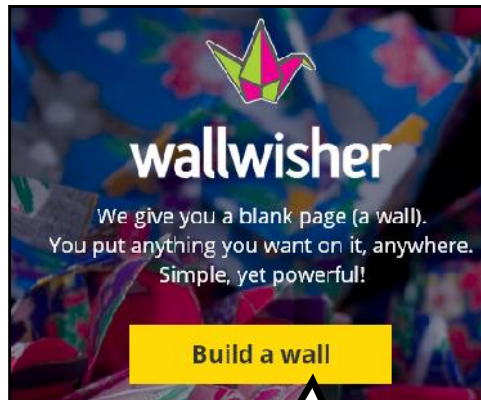 wallwisher
We give you a blank page (a wall).
You put anything you want on it, anywhere.
Simple, yet powerful!
Build a wall